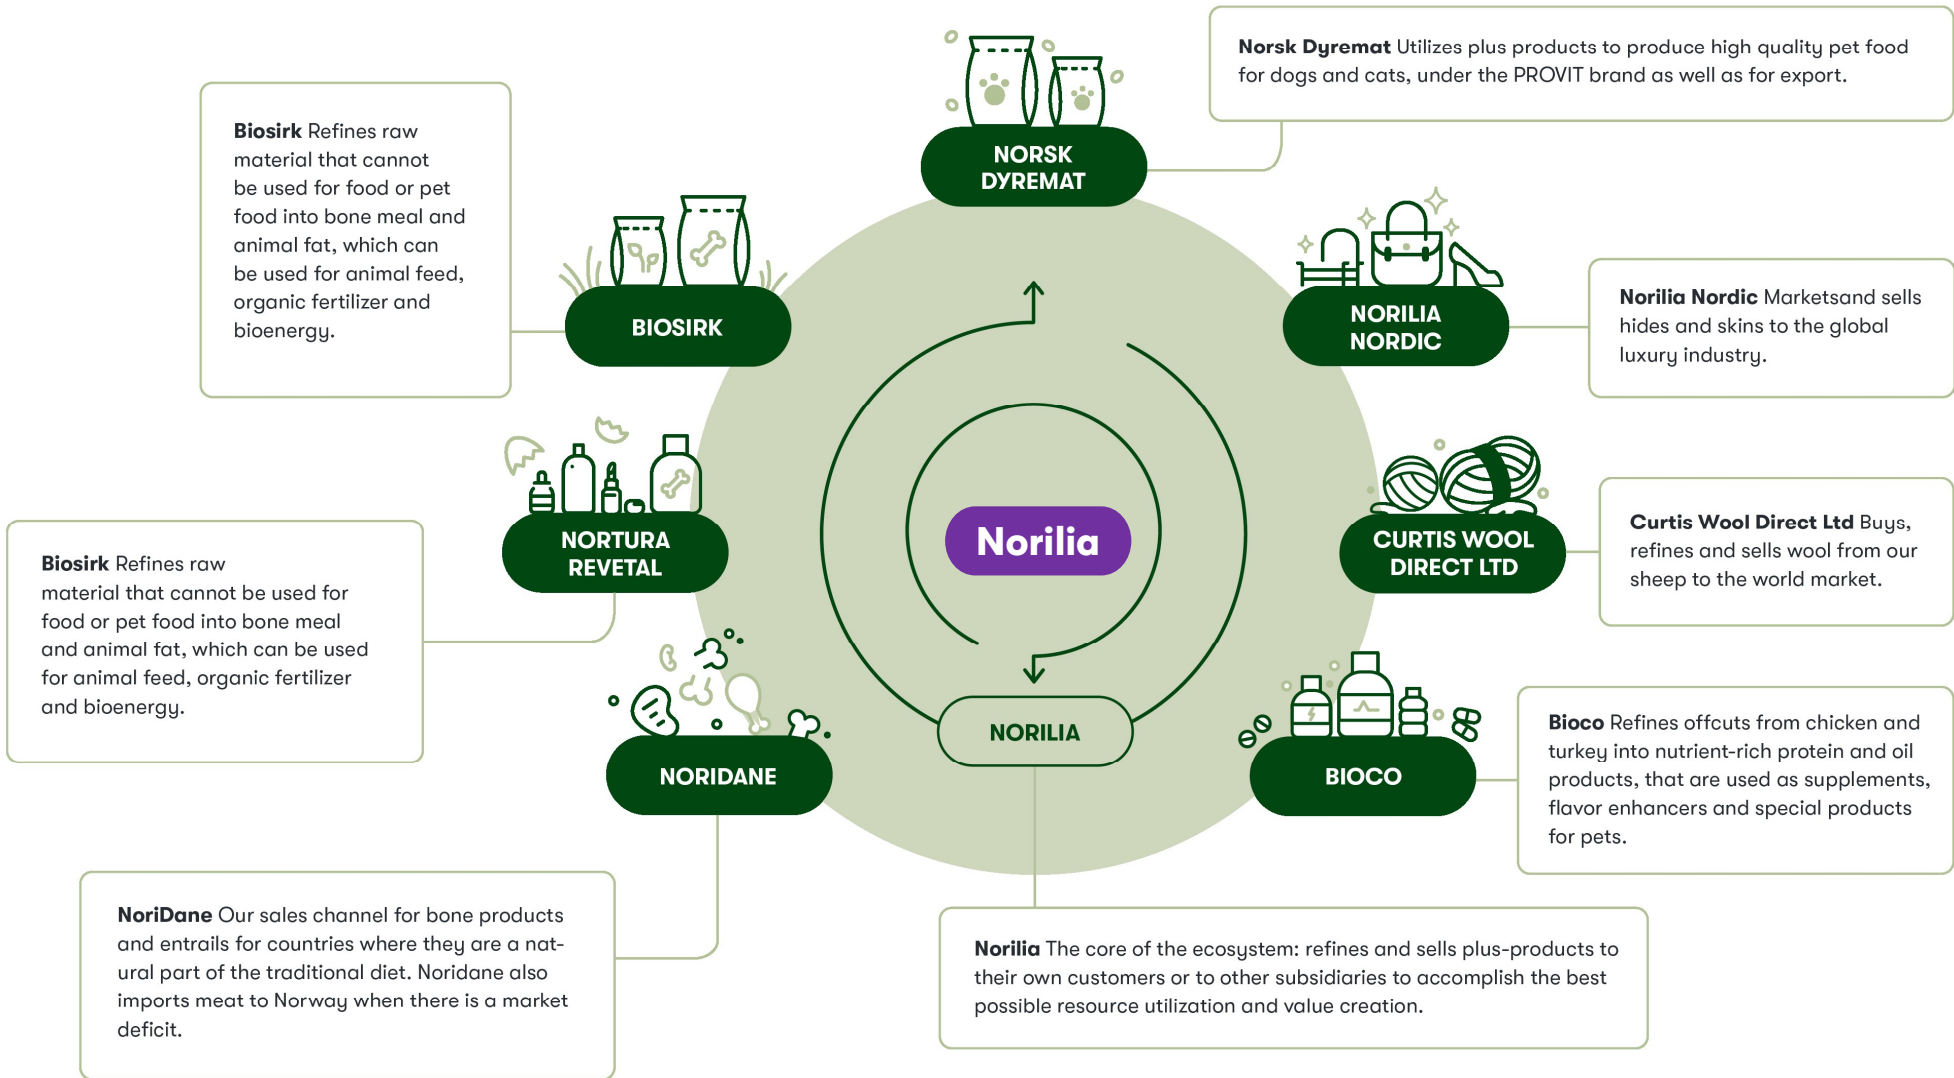 Norsk Dyremat Utilizes plus products to produce high quality pet food
for dogs and cats, under the PROVIT brand as well as for export.
NORSK
DYREMAT
Biosirk Refines raw
material that cannot
be used for food or pet
food into bone meal and
animal fat, which can
be used for animal feed,
organic fertilizer and
bioenergy.
BIOSIRK
NORILIA
NORDIC
Norilia Nordic Marketsand sells
hides and skins to the global
luxury industry.
NORTURA
REVETAL
Biosirk Refines raw
material that cannot be used for
food or pet food into bone meal
and animal fat, which can be used
for animal feed, organic fertilizer
and bioenergy.
Norilia
CURTIS WOOL
DIRECT LTD
Curtis Wool Direct Ltd Buys,
refines and sells wool from our
sheep to the world market.
NORIDANE
NORILIA
BIOCO
Bioco Refines offcuts from chicken and
turkey into nutrient-rich protein and oil
products, that are used as supplements,
flavor enhancers and special products
for pets.
NoriDane Our sales channel for bone products
and entrails for countries where they are a nat-
ural part of the traditional diet. Noridane also
imports meat to Norway when there is a market
deficit.
Norilia The core of the ecosystem: refines and sells plus-products to
their own customers or to other subsidiaries to accomplish the best
possible resource utilization and value creation.